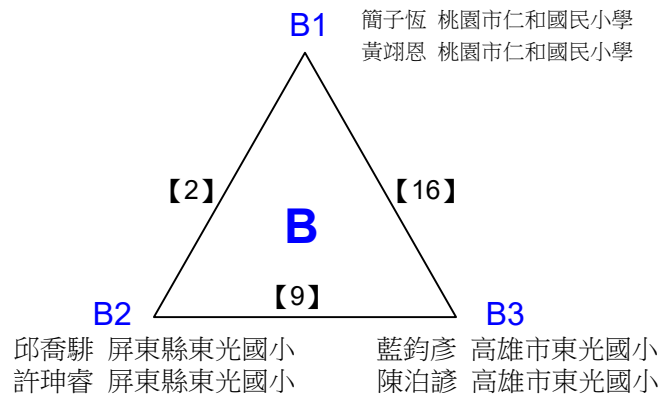 B1
簡子恆 桃園市仁和國民小學
黃翊恩 桃園市仁和國民小學
【2】
【16】
B
【9】
B2
B3
邱喬騑 屏東縣東光國小
藍鈞彥 高雄市東光國小
許珅睿 屏東縣東光國小
陳泊諺 高雄市東光國小